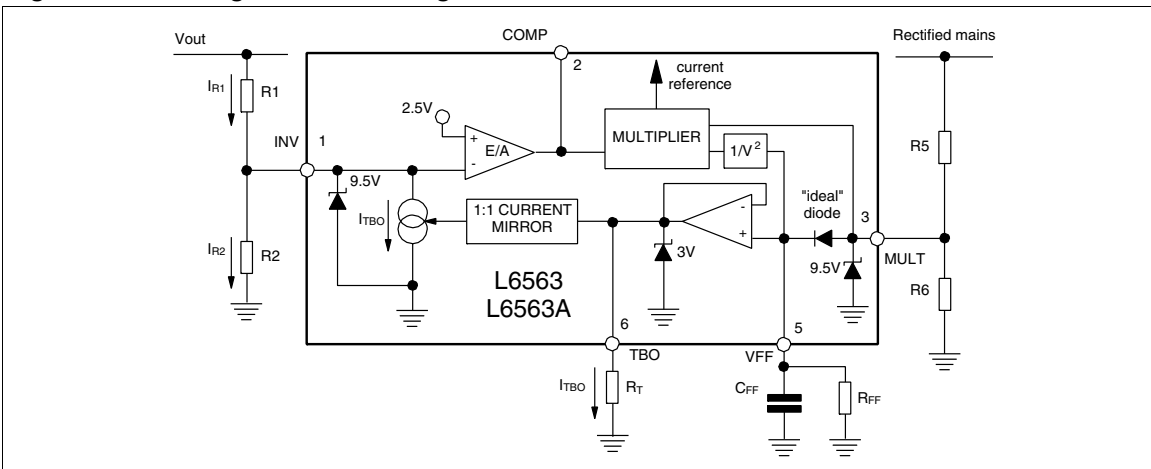 COMP
Vout
Rectified mains
2
current
reference
IR1
R1
2.5V
MULTIPLIER
R5
INV
1
+
E/A
-
1/V²
9.5V
"ideal"
diode
-
1:1 CURRENT
MIRROR
3
ITBO
+
IR2
R2
3V
9.5V
MULT
L6563
L6563A
R6
6
5
TBO
VFF
ITBO
RT
CFF
RFF